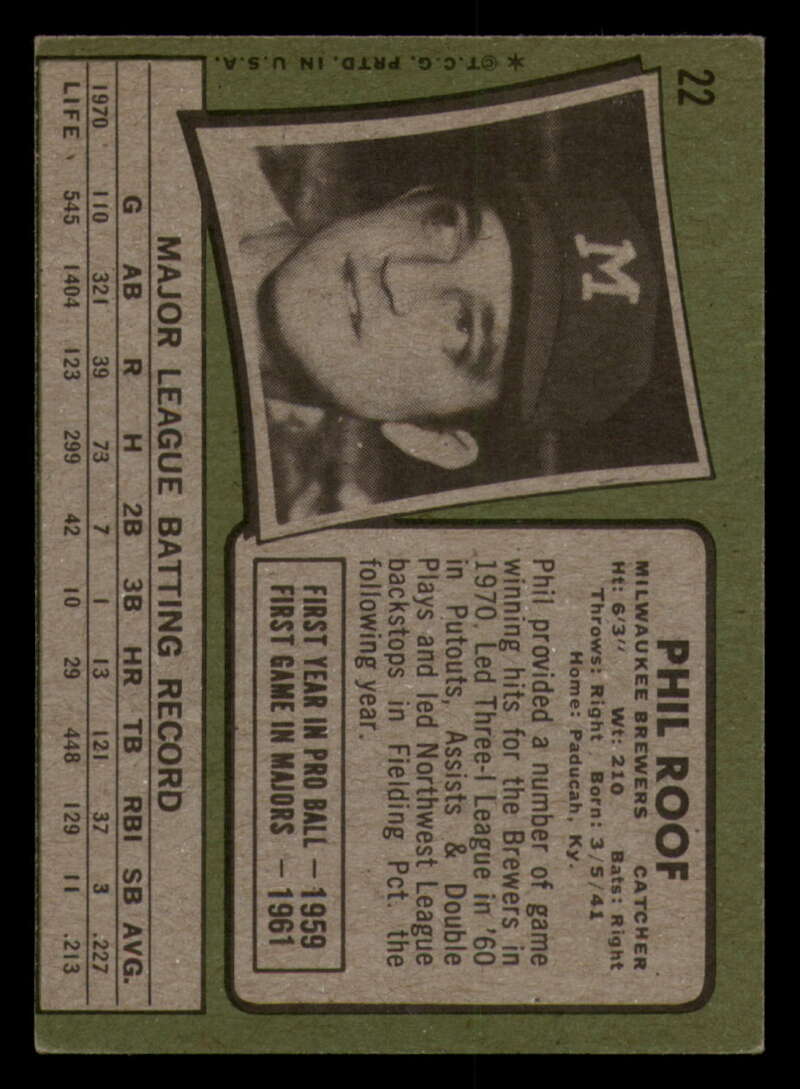 22
✶ ©T.C.G. PRTD. IN U.S.A.
M
PHIL ROOF
MILWAUKEE BREWERS CATCHER
Ht: 6'3" Wt: 210 Bats: Right
Throws: Right Born: 3/5/41
Home: Paducah, Ky.
Phil provided a number of game
winning hits for the Brewers in
1970. Led Three-I League in '60
in Putouts, Assists & Double
Plays and led Northwest League
backstops in Fielding Pct. the
following year.
FIRST YEAR IN PRO BALL — 1959
FIRST GAME IN MAJORS — 1961
MAJOR LEAGUE BATTING RECORD
G AB R H 2B 3B HR TB RBI SB AVG.
1970 110 321 39 73 7 1 13 121 37 3 .227
LIFE 545 1404 123 299 42 10 29 448 129 11 .213